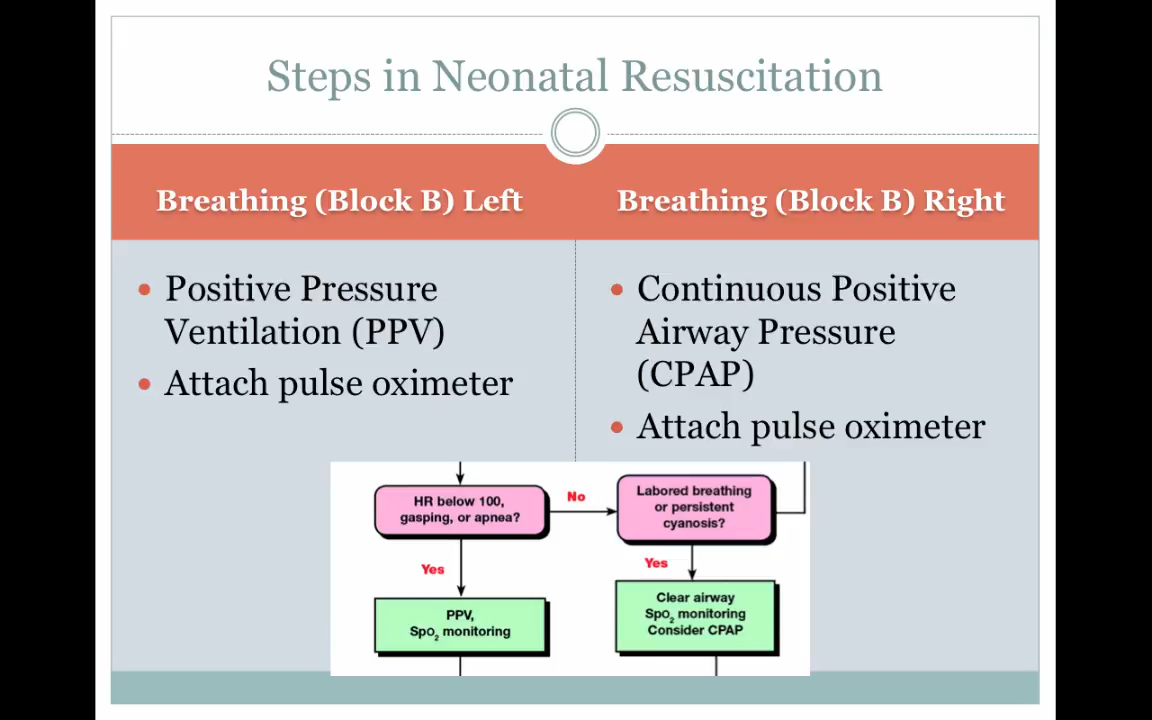 Steps in Neonatal Resuscitation
Breathing (Block B) Left
• Positive Pressure
Ventilation (PPV)
• Attach pulse oximeter
Breathing (Block B) Right
• Continuous Positive
Airway Pressure
(CPAP)
• Attach pulse oximeter
HR below 100,
gasping, or apnea?
No
Labored breathing
or persistent
cyanosis?
Yes
Yes
PPV,
SpO₂ monitoring
Clear airway
SpO₂ monitoring
Consider CPAP